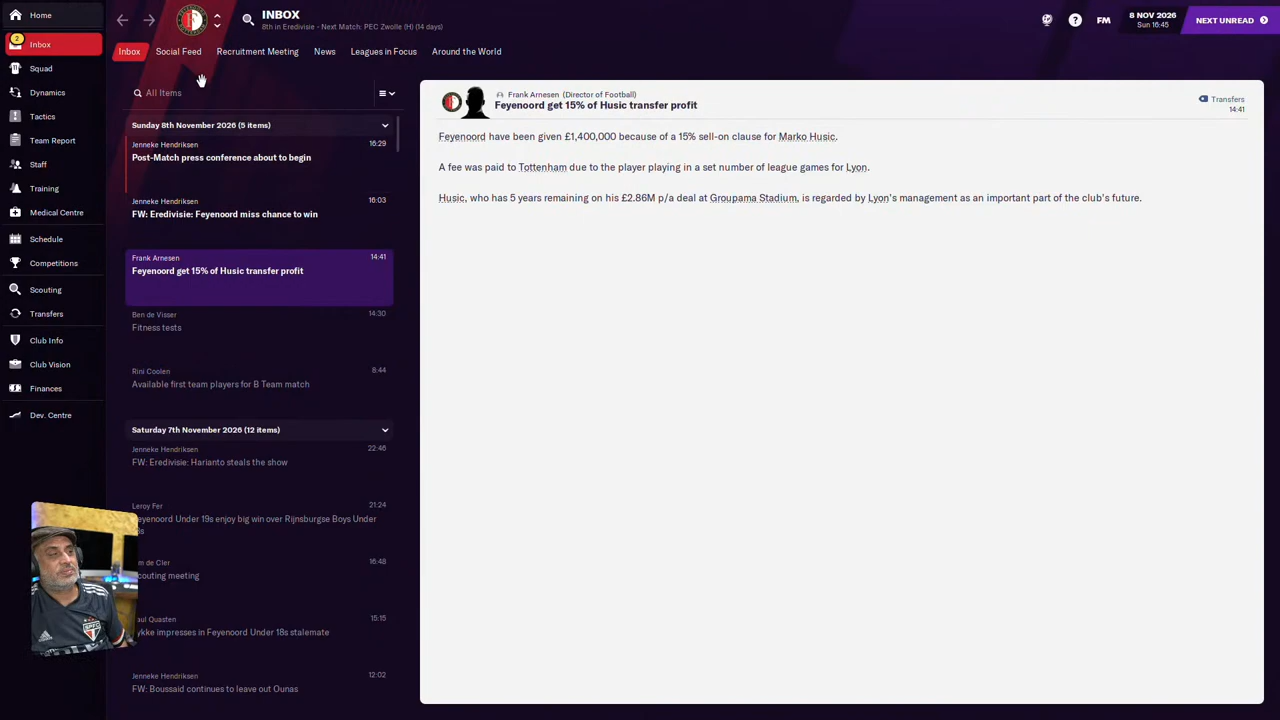 Home
INBOX
8th in Eredivisie - Next Match: PEC Zwolle (H) (14 days)
FM
8 NOV 2026
Sun 16:45
NEXT UNREAD
2
Inbox
Squad
Dynamics
Tactics
Team Report
Staff
Training
Medical Centre
Schedule
Competitions
Scouting
Transfers
Club Info
Club Vision
Finances
Dev. Centre
Inbox
Social Feed
Recruitment Meeting
News
Leagues in Focus
Around the World
All Items
Sunday 8th November 2026 (5 items)
Jenneke Hendriksen 16:29
Post-Match press conference about to begin
Jenneke Hendriksen 16:03
FW: Eredivisie: Feyenoord miss chance to win
Frank Arnesen 14:41
Feyenoord get 15% of Husic transfer profit
Ben de Visser 14:30
Fitness tests
Rini Coolen 8:44
Available first team players for B Team match
Saturday 7th November 2026 (12 items)
Jenneke Hendriksen 22:46
FW: Eredivisie: Harianto steals the show
Leroy Fer 21:24
eyenoord Under 19s enjoy big win over Rijnsburgse Boys Under
m de Cler 16:48
couting meeting
aul Quasten 15:15
ykke impresses in Feyenoord Under 18s stalemate
Jenneke Hendriksen 12:02
FW: Boussaid continues to leave out Ounas
Frank Arnesen (Director of Football)
Feyenoord get 15% of Husic transfer profit
Transfers
14:41
Feyenoord have been given £1,400,000 because of a 15% sell-on clause for Marko Husic.
A fee was paid to Tottenham due to the player playing in a set number of league games for Lyon.
Husic, who has 5 years remaining on his £2.86M p/a deal at Groupama Stadium, is regarded by Lyon's management as an important part of the club's future.
SPFC